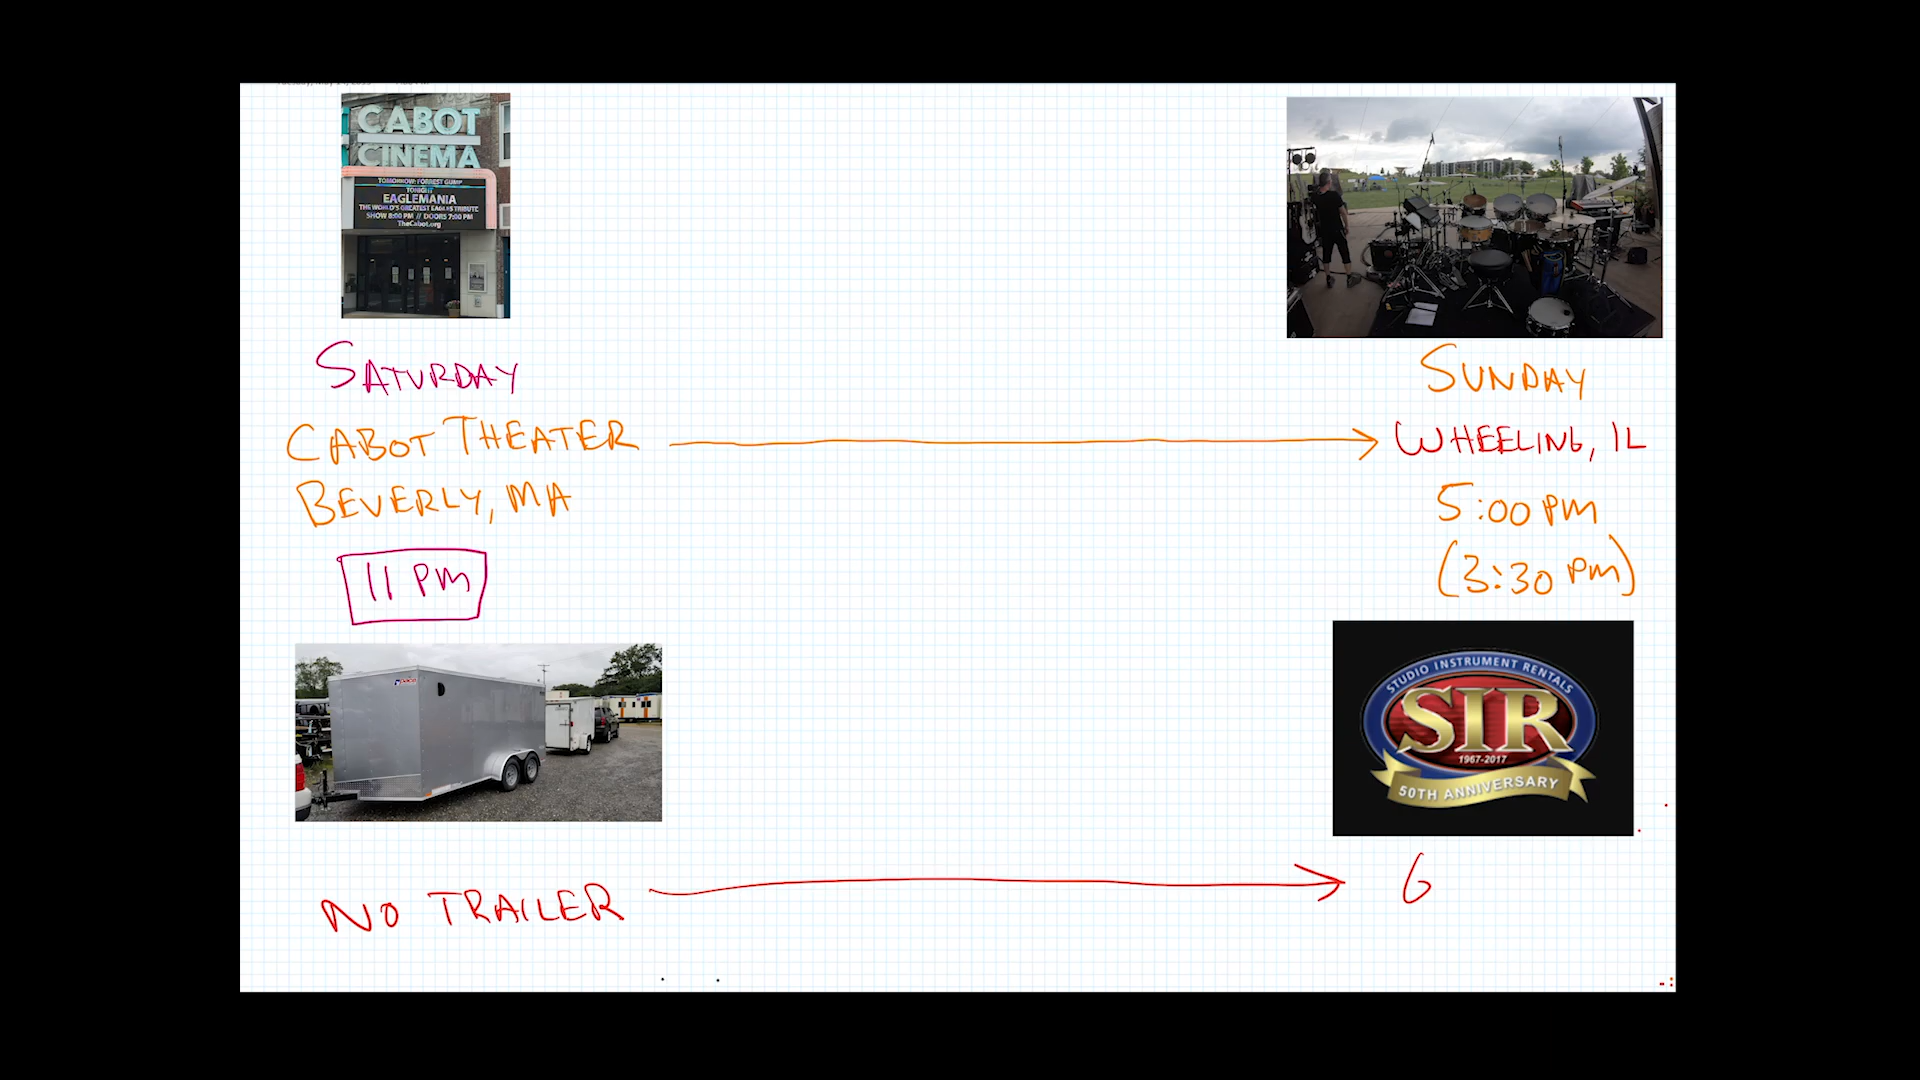 CABOT
CINEMA
TOMORROW: FORREST GUMP
TONIGHT
EAGLEMANIA
THE WORLD'S GREATEST EAGLES TRIBUTE
SHOW 8:00 PM // DOORS 7:00 PM
TheCabot.org
SATURDAY
CABOT THEATER
BEVERLY, MA
11 PM
SUNDAY
WHEELING, IL
5:00 PM
(3:30 PM)
pace
STUDIO INSTRUMENT RENTALS
SIR
1967-2017
50TH ANNIVERSARY
NO TRAILER
6